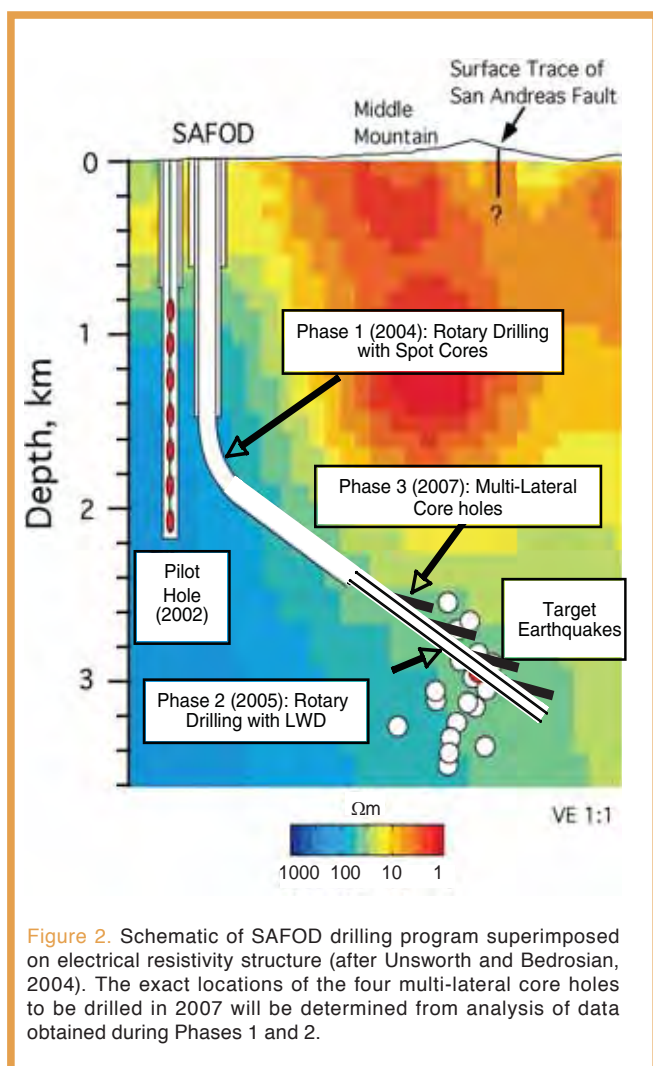 Surface Trace of
San Andreas Fault
Middle
Mountain
SAFOD
0
?
1
Phase 1 (2004): Rotary Drilling
with Spot Cores
Depth, km
2
Phase 3 (2007): Multi-Lateral
Core holes
Pilot
Hole
(2002)
Target
Earthquakes
3
Phase 2 (2005): Rotary
Drilling with LWD
Ωm
VE 1:1
1000 100 10 1
Figure 2. Schematic of SAFOD drilling program superimposed
on electrical resistivity structure (after Unsworth and Bedrosian,
2004). The exact locations of the four multi-lateral core holes
to be drilled in 2007 will be determined from analysis of data
obtained during Phases 1 and 2.